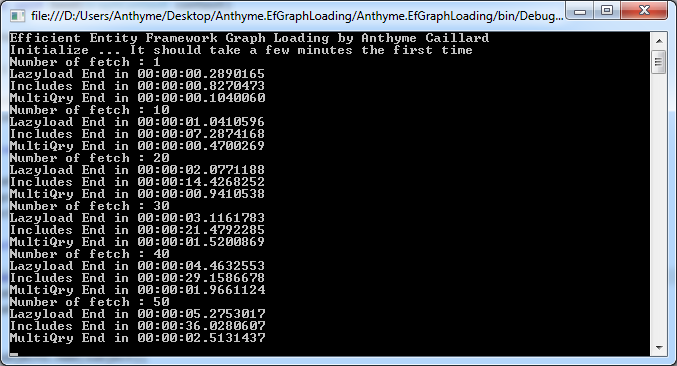 file:///D:/Users/Anthyme/Desktop/Anthyme.EfGraphLoading/Anthyme.EfGraphLoading/bin/Debug...
Efficient Entity Framework Graph Loading by Anthyme Caillard
Initialize ... It should take a few minutes the first time
Number of fetch : 1
Lazyload End in 00:00:00.2890165
Includes End in 00:00:00.8270473
MultiQry End in 00:00:00.1040060
Number of fetch : 10
Lazyload End in 00:00:01.0410596
Includes End in 00:00:07.2874168
MultiQry End in 00:00:00.4700269
Number of fetch : 20
Lazyload End in 00:00:02.0771188
Includes End in 00:00:14.4268252
MultiQry End in 00:00:00.9410538
Number of fetch : 30
Lazyload End in 00:00:03.1161783
Includes End in 00:00:21.4792285
MultiQry End in 00:00:01.5200869
Number of fetch : 40
Lazyload End in 00:00:04.4632553
Includes End in 00:00:29.1586678
MultiQry End in 00:00:01.9661124
Number of fetch : 50
Lazyload End in 00:00:05.2753017
Includes End in 00:00:36.0280607
MultiQry End in 00:00:02.5131437